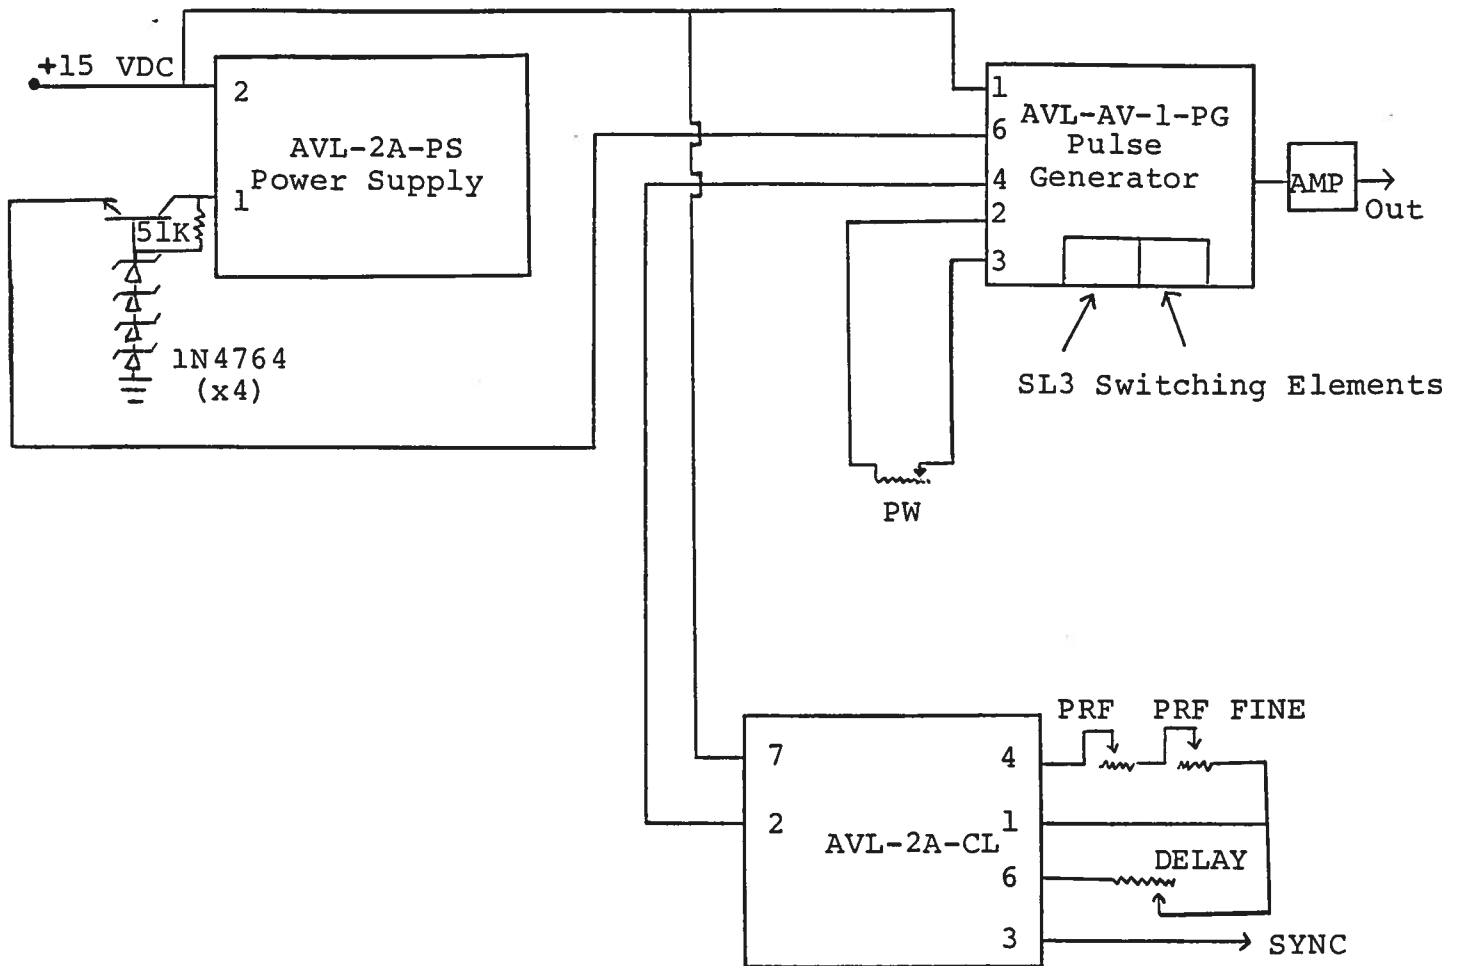 +15 VDC
2
AVL-2A-PS
Power Supply
1
51K
1N4764
(x4)
1
6
4
2
3
AVL-AV-1-PG
Pulse
Generator
AMP
Out
SL3 Switching Elements
PW
7
2
AVL-2A-CL
4
1
6
3
PRF
PRF FINE
DELAY
SYNC